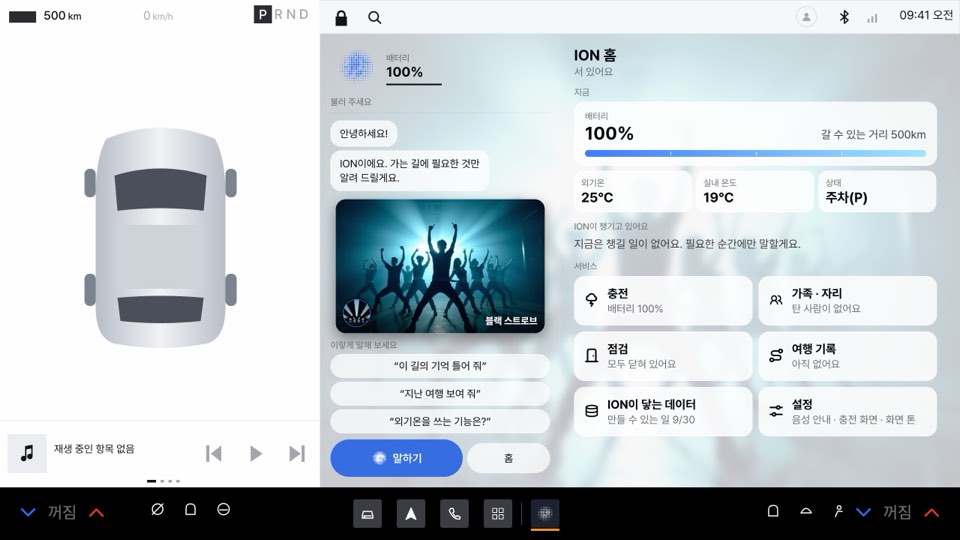 500 km
0 km/h
P R N D
09:41 오전
배터리
100%
불러 주세요
안녕하세요!
ION이에요. 가는 길에 필요한 것만
알려 드릴게요.
블랙 스트로브
이렇게 말해 보세요
“이 길의 기억 틀어 줘”
“지난 여행 보여 줘”
“외기온을 쓰는 기능은?”
말하기
홈
ION 홈
서 있어요
지금
배터리
100%
갈 수 있는 거리 500km
외기온
25°C
실내 온도
19°C
상태
주차(P)
ION이 챙기고 있어요
지금은 챙길 일이 없어요. 필요한 순간에만 말할게요.
서비스
충전
배터리 100%
가족 · 자리
탄 사람이 없어요
점검
모두 닫혀 있어요
여행 기록
아직 없어요
ION이 닿는 데이터
만들 수 있는 일 9/30
설정
음성 안내 · 충전 화면 · 화면 톤
재생 중인 항목 없음
꺼짐
꺼짐